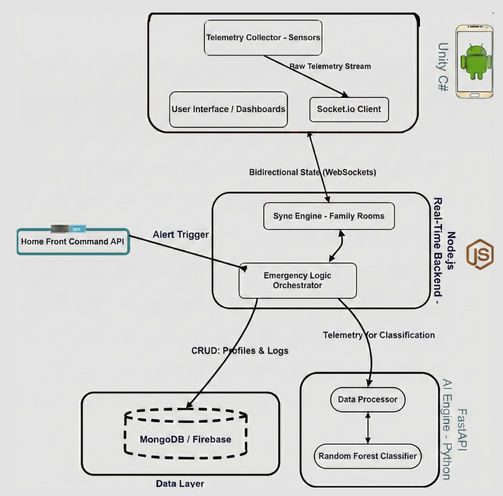 Telemetry Collector - Sensors
Raw Telemetry Stream
User Interface / Dashboards
Socket.io Client
Unity C#
Bidirectional State (WebSockets)
Sync Engine - Family Rooms
Node.js
Real-Time Backend -
JS
Home Front Command API
Alert Trigger
Emergency Logic
Orchestrator
Telemetry for Classification
CRUD: Profiles & Logs
Data Processor
Random Forest Classifier
FastAPI
AI Engine - Python
MongoDB / Firebase
Data Layer